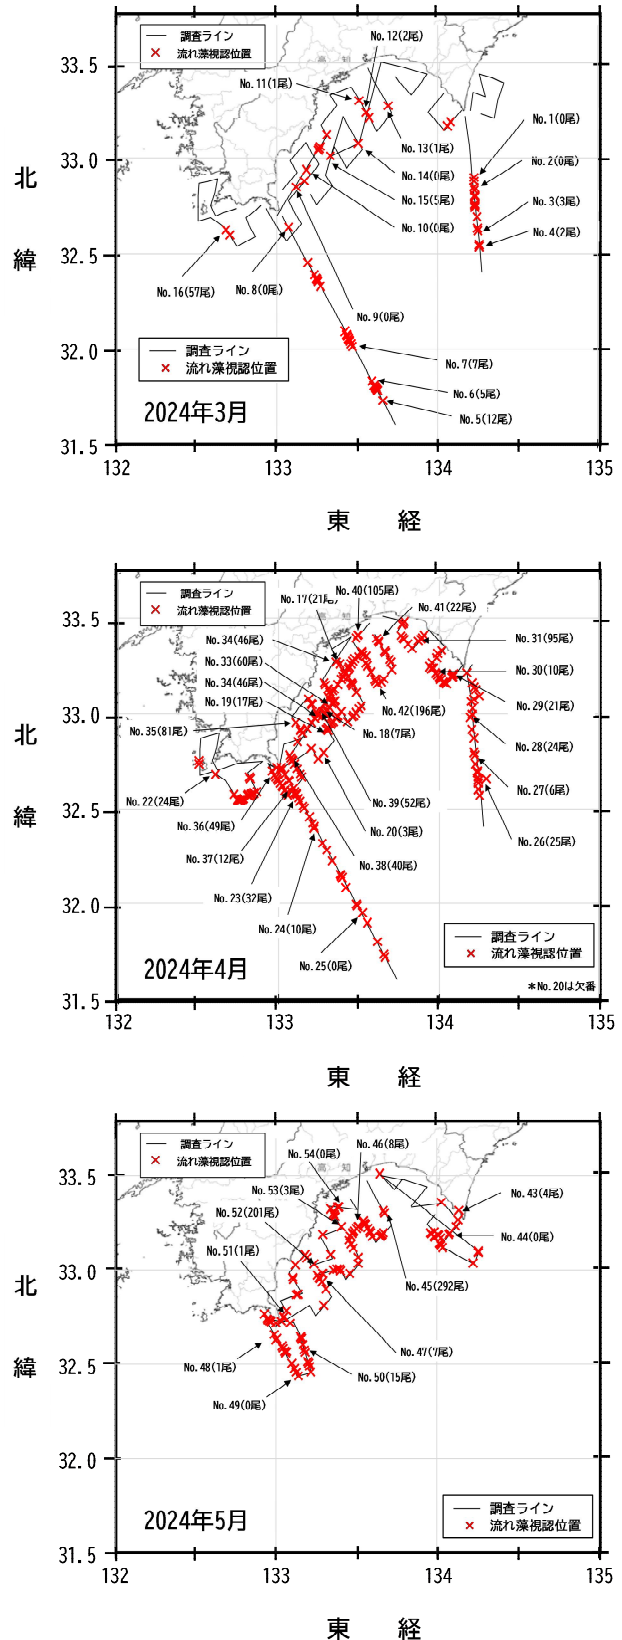 調査ライン
流れ藻視認位置
No.12(2尾)
33.5
高知
No.11(1尾)
No.1(0尾)
No.13(1尾)
No.2(0尾)
33.0
No.14(0尾)
北
No.15(5尾)
No.3(3尾)
No.10(0尾)
No.4(2尾)
緯
32.5
No.16(57尾)
No.8(0尾)
No.9(0尾)
調査ライン
流れ藻視認位置
32.0
No.7(7尾)
No.6(5尾)
2024年3月
No.5(12尾)
31.5
132 133 134 135
東 経
調査ライン
流れ藻視認位置
No.40(105尾)
No.17(21尾)
No.41(22尾)
33.5
No.34(46尾)
No.31(95尾)
No.33(60尾)
No.30(10尾)
No.34(46尾)
No.19(17尾)
No.29(21尾)
No.42(196尾)
33.0
No.35(81尾)
No.18(7尾)
北
No.28(24尾)
No.27(6尾)
No.22(24尾)
No.39(52尾)
緯
32.5
No.36(49尾)
No.20(3尾)
No.26(25尾)
No.37(12尾)
No.38(40尾)
No.23(32尾)
32.0
No.24(10尾)
調査ライン
流れ藻視認位置
No.25(0尾)
2024年4月
*No.20は欠番
31.5
132 133 134 135
東 経
調査ライン
流れ藻視認位置
No.46(8尾)
No.54(0尾)
高知
33.5
No.53(3尾)
No.43(4尾)
No.52(201尾)
No.44(0尾)
No.51(1尾)
33.0
No.45(292尾)
北
No.47(7尾)
緯
No.48(1尾)
32.5
No.50(15尾)
No.49(0尾)
32.0
調査ライン
流れ藻視認位置
2024年5月
31.5
132 133 134 135
東 経